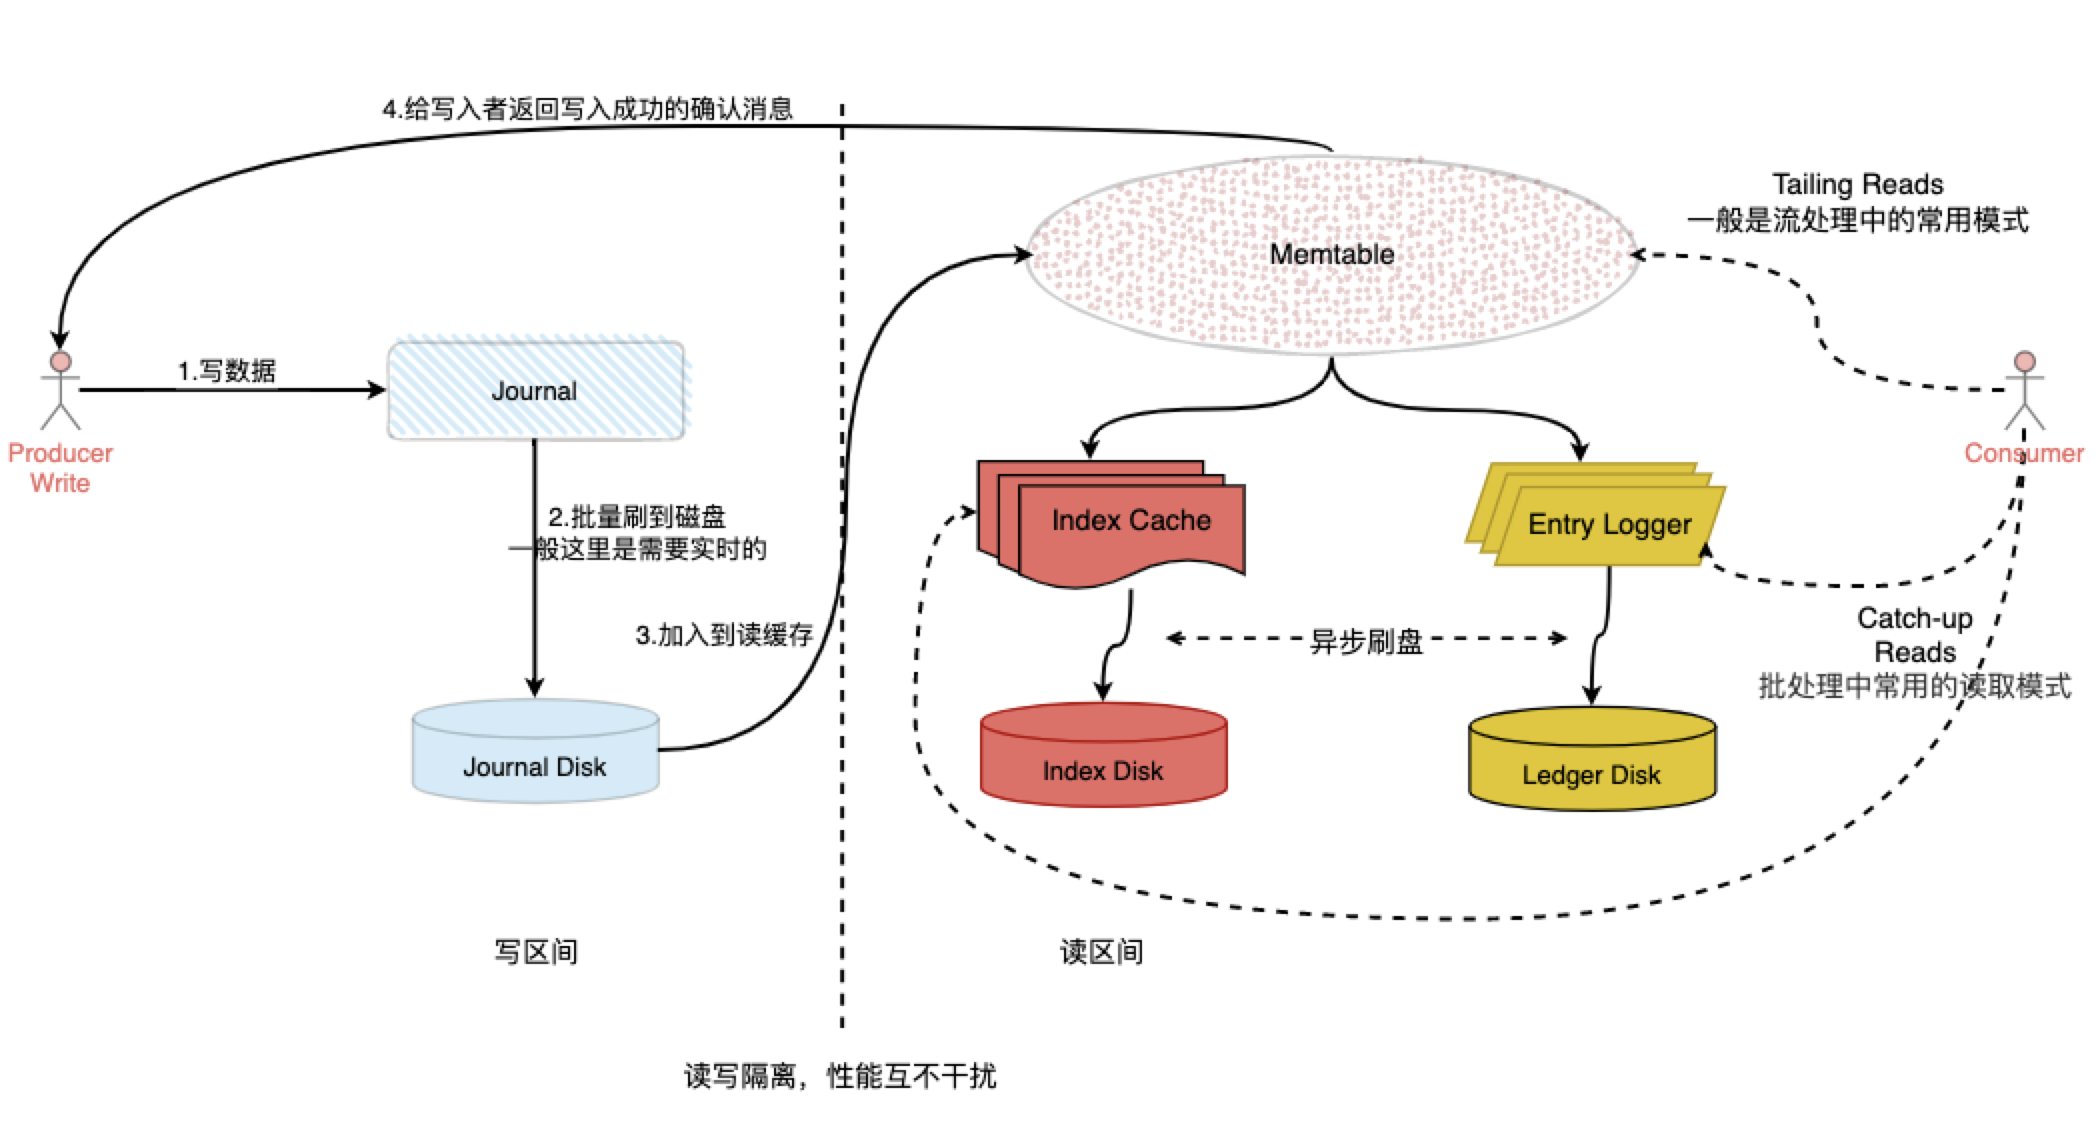 4.给写入者返回写入成功的确认消息
Tailing Reads
一般是流处理中的常用模式
Memtable
1.写数据
Journal
Producer
Write
Consumer
2.批量刷到磁盘
一般这里是需要实时的
Index Cache
Entry Logger
3.加入到读缓存
异步刷盘
Catch-up
Reads
批处理中常用的读取模式
Journal Disk
Index Disk
Ledger Disk
写区间
读区间
读写隔离，性能互不干扰